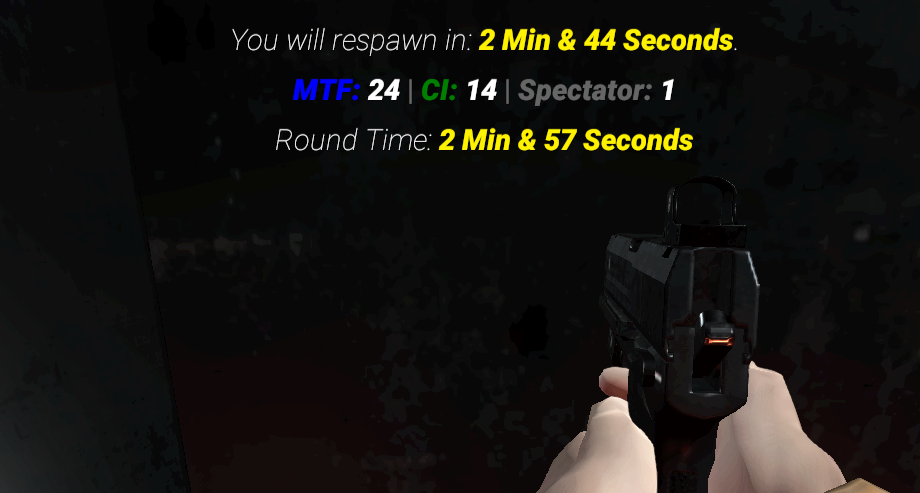 You will respawn in: 2 Min & 44 Seconds.
MTF: 24 | CI: 14 | Spectator: 1
Round Time: 2 Min & 57 Seconds